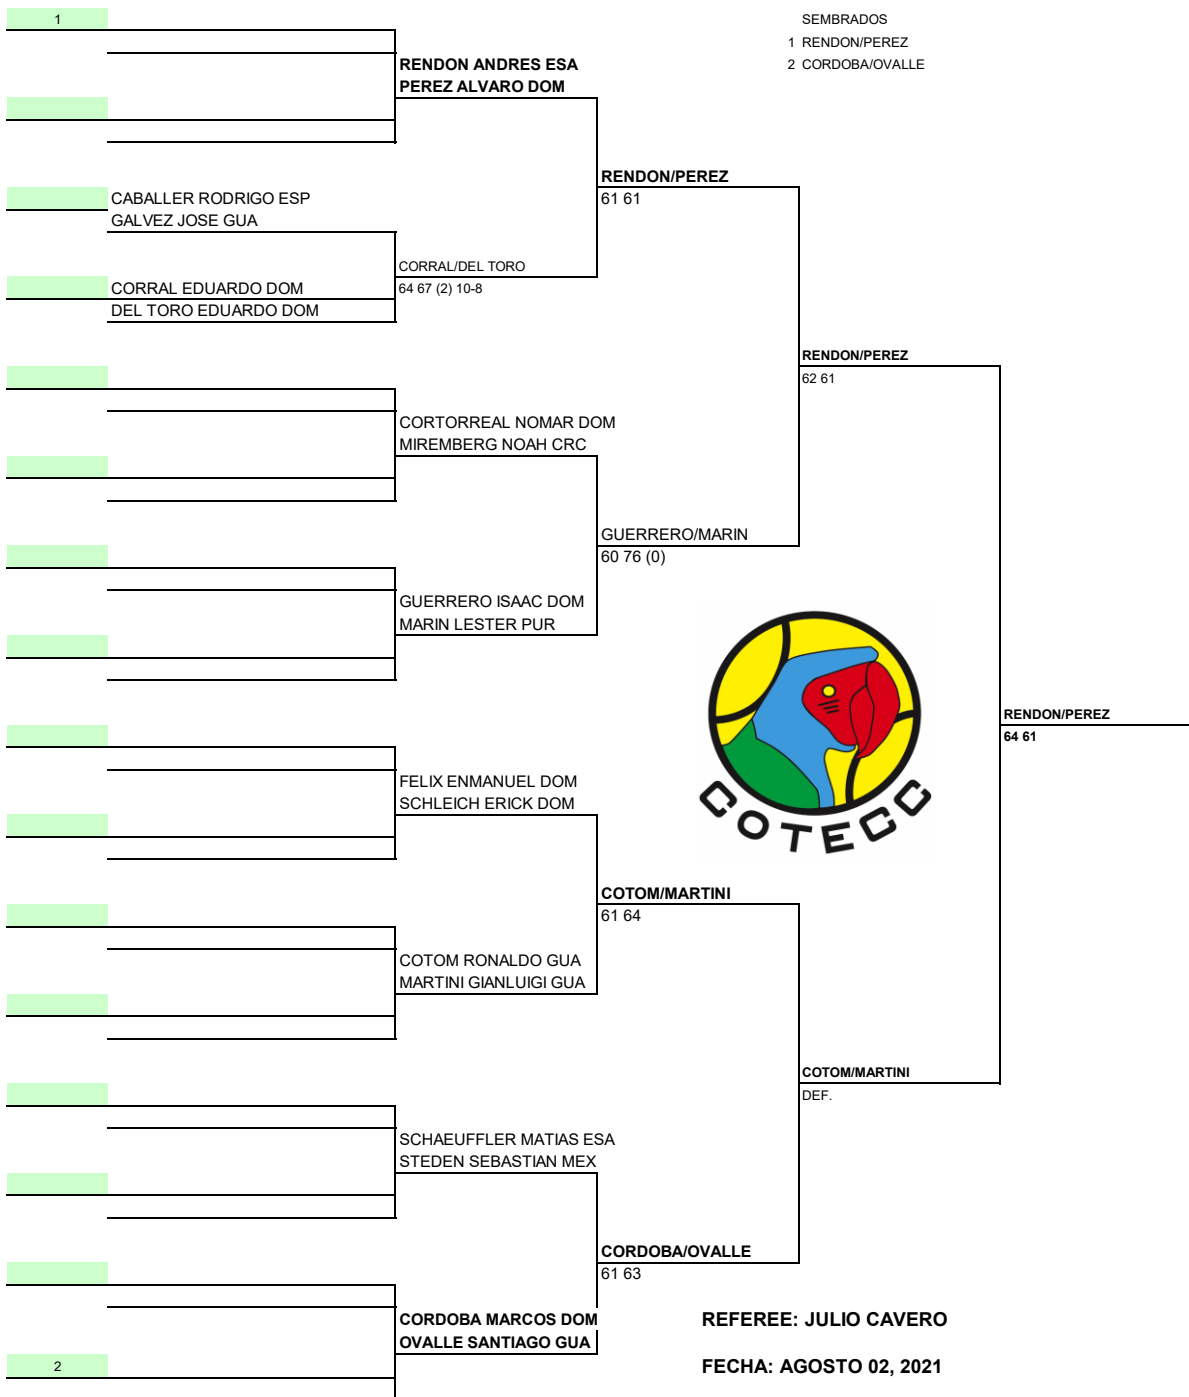 1
SEMBRADOS
1 RENDON/PEREZ
2 CORDOBA/OVALLE
RENDON ANDRES ESA
PEREZ ALVARO DOM
RENDON/PEREZ
61 61
CABALLER RODRIGO ESP
GALVEZ JOSE GUA
CORRAL/DEL TORO
64 67 (2) 10-8
CORRAL EDUARDO DOM
DEL TORO EDUARDO DOM
RENDON/PEREZ
62 61
CORTORREAL NOMAR DOM
MIREMBERG NOAH CRC
GUERRERO/MARIN
60 76 (0)
GUERRERO ISAAC DOM
MARIN LESTER PUR
RENDON/PEREZ
64 61
FELIX ENMANUEL DOM
SCHLEICH ERICK DOM
COTECC
COTOM/MARTINI
61 64
COTOM RONALDO GUA
MARTINI GIANLUIGI GUA
COTOM/MARTINI
DEF.
SCHAEUFFLER MATIAS ESA
STEDEN SEBASTIAN MEX
CORDOBA/OVALLE
61 63
CORDOBA MARCOS DOM
OVALLE SANTIAGO GUA
REFEREE: JULIO CAVERO
2
FECHA: AGOSTO 02, 2021